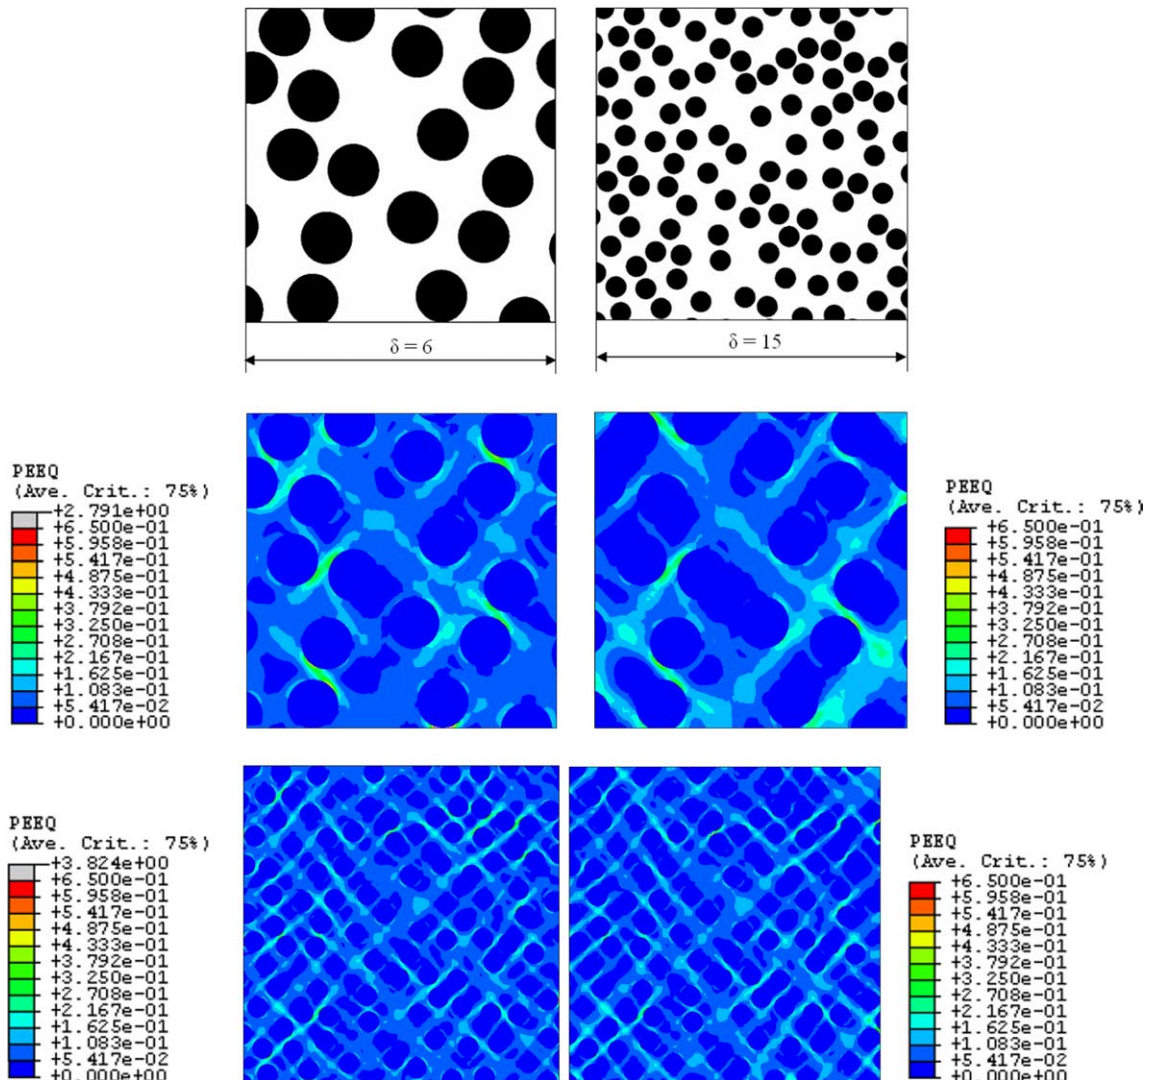 δ = 6
δ = 15
PEEQ
(Ave. Crit.: 75%)
+2.791e+00
+6.500e-01
+5.958e-01
+5.417e-01
+4.875e-01
+4.333e-01
+3.792e-01
+3.250e-01
+2.708e-01
+2.167e-01
+1.625e-01
+1.083e-01
+5.417e-02
+0.000e+00
PEEQ
(Ave. Crit.: 75%)
+6.500e-01
+5.958e-01
+5.417e-01
+4.875e-01
+4.333e-01
+3.792e-01
+3.250e-01
+2.708e-01
+2.167e-01
+1.625e-01
+1.083e-01
+5.417e-02
+0.000e+00
PEEQ
(Ave. Crit.: 75%)
+3.824e+00
+6.500e-01
+5.958e-01
+5.417e-01
+4.875e-01
+4.333e-01
+3.792e-01
+3.250e-01
+2.708e-01
+2.167e-01
+1.625e-01
+1.083e-01
+5.417e-02
+0.000e+00
PEEQ
(Ave. Crit.: 75%)
+6.500e-01
+5.958e-01
+5.417e-01
+4.875e-01
+4.333e-01
+3.792e-01
+3.250e-01
+2.708e-01
+2.167e-01
+1.625e-01
+1.083e-01
+5.417e-02
+0.000e+00